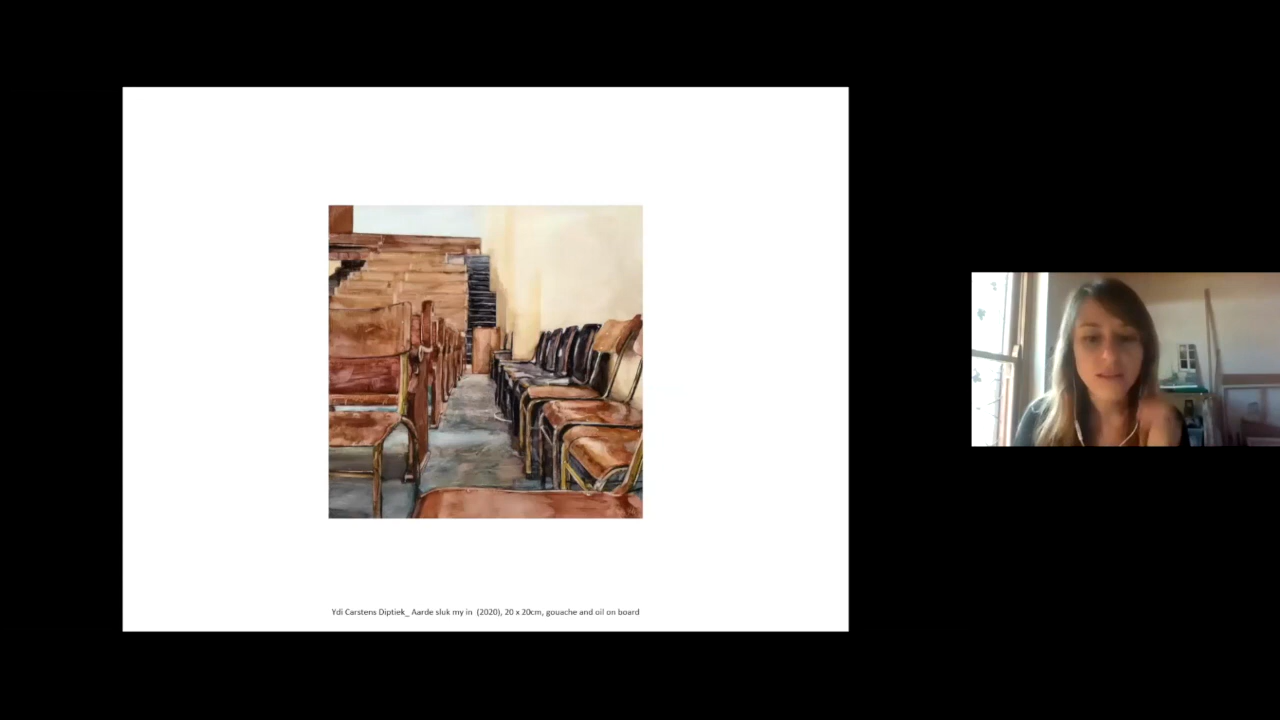 Ydi Carstens Diptiek_ Aarde sluk my in (2020), 20 x 20cm, gouache and oil on board